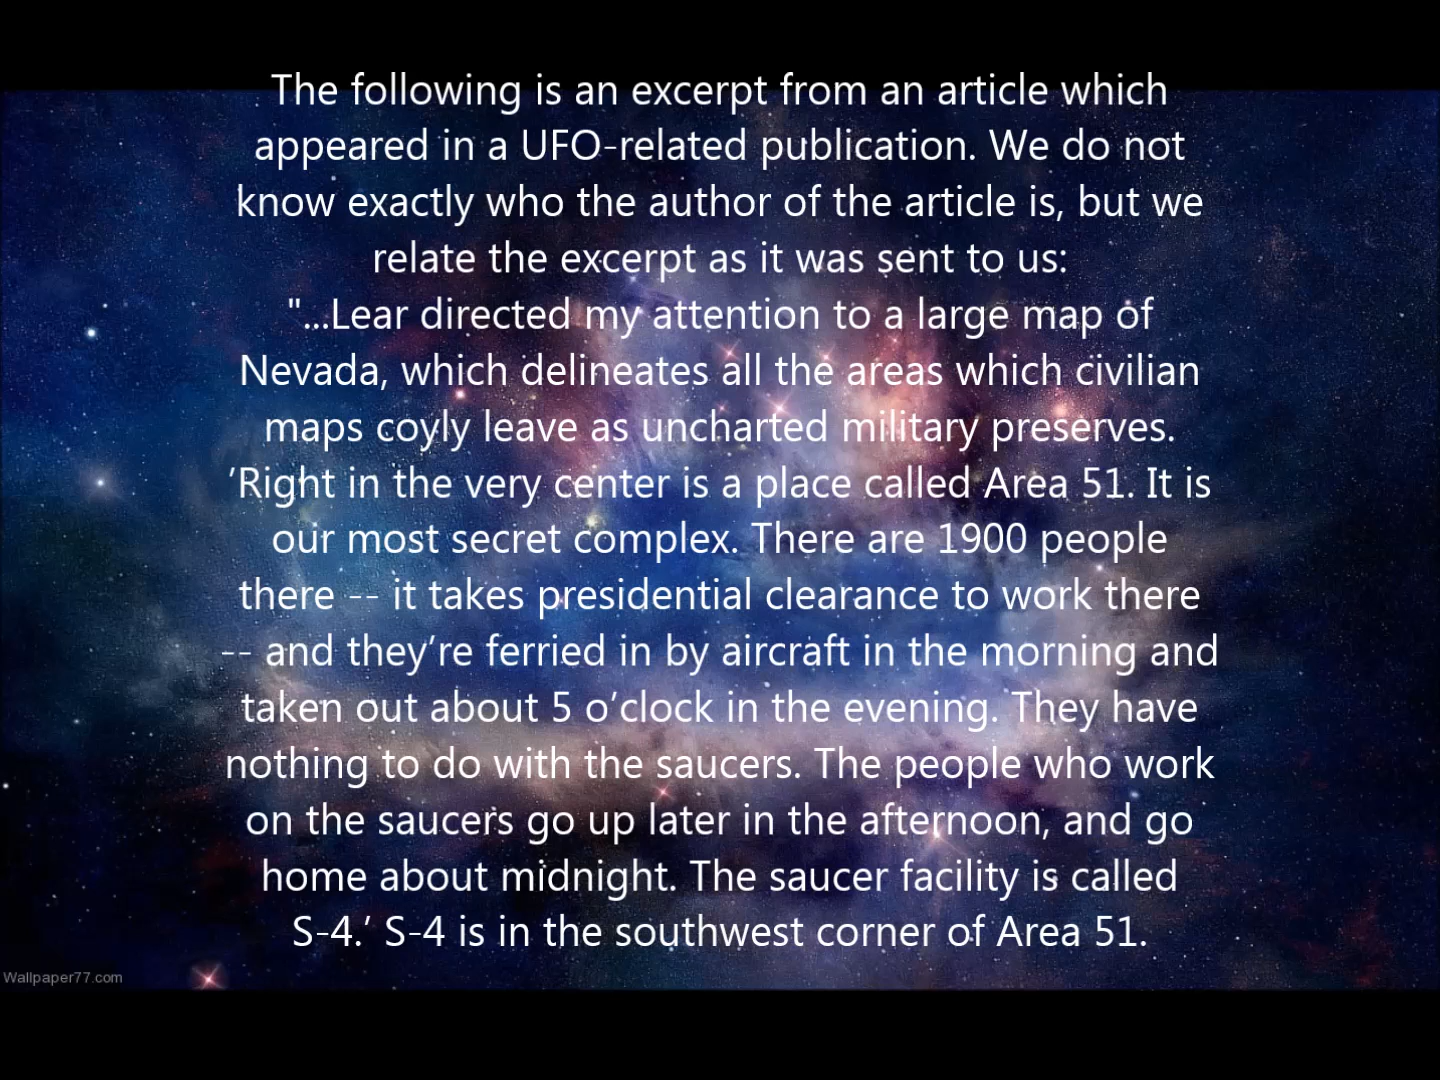 The following is an excerpt from an article which
appeared in a UFO-related publication. We do not
know exactly who the author of the article is, but we
relate the excerpt as it was sent to us:
"...Lear directed my attention to a large map of
Nevada, which delineates all the areas which civilian
maps coyly leave as uncharted military preserves.
‘Right in the very center is a place called Area 51. It is
our most secret complex. There are 1900 people
there -- it takes presidential clearance to work there
-- and they’re ferried in by aircraft in the morning and
taken out about 5 o’clock in the evening. They have
nothing to do with the saucers. The people who work
on the saucers go up later in the afternoon, and go
home about midnight. The saucer facility is called
S-4.’ S-4 is in the southwest corner of Area 51.
Wallpaper77.com